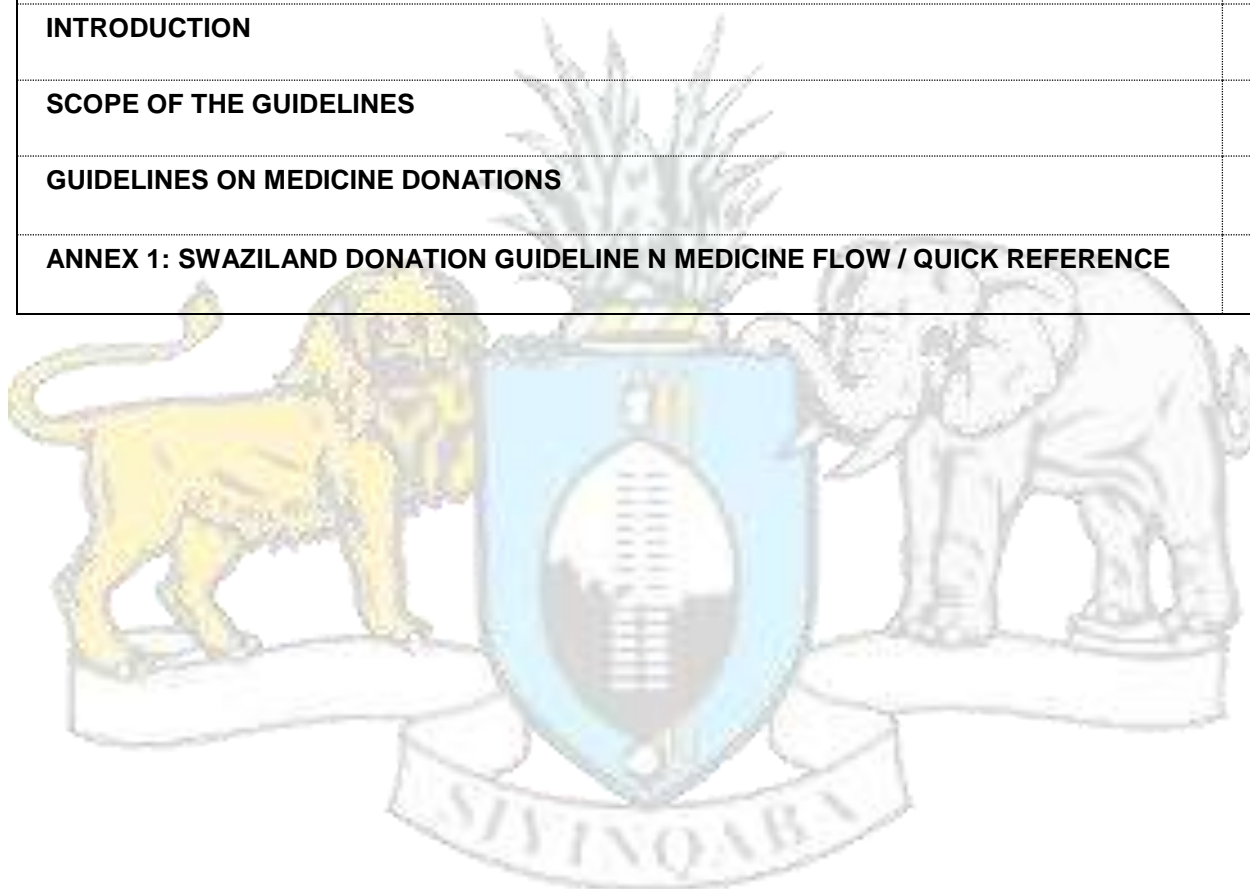 INTRODUCTION
SCOPE OF THE GUIDELINES
GUIDELINES ON MEDICINE DONATIONS
ANNEX 1: SWAZILAND DONATION GUIDELINE N MEDICINE FLOW / QUICK REFERENCE
SIYINQABA